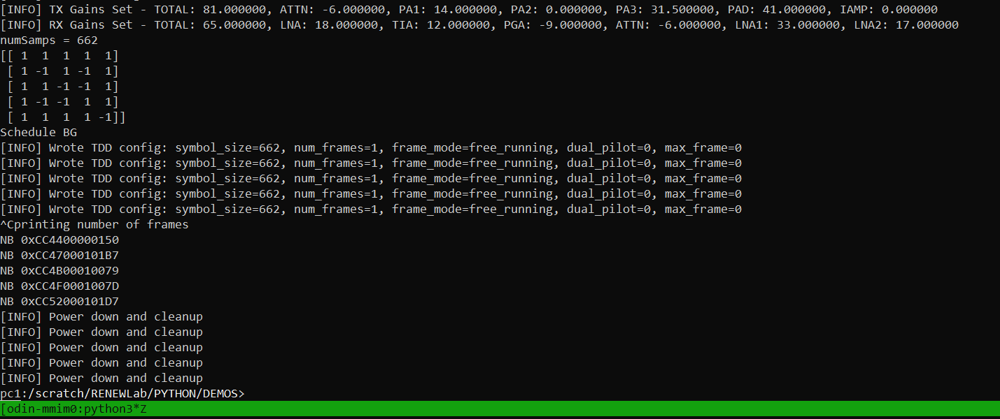 [INFO] TX Gains Set - TOTAL: 81.000000, ATTN: -6.000000, PA1: 14.000000, PA2: 0.000000, PA3: 31.500000, PAD: 41.000000, IAMP: 0.000000
[INFO] RX Gains Set - TOTAL: 65.000000, LNA: 18.000000, TIA: 12.000000, PGA: -9.000000, ATTN: -6.000000, LNA1: 33.000000, LNA2: 17.000000
numSamps = 662
[[ 1  1  1  1  1]
 [ 1 -1  1 -1  1]
 [ 1  1 -1 -1  1]
 [ 1 -1 -1  1  1]
 [ 1  1  1  1 -1]]
Schedule BG
[INFO] Wrote TDD config: symbol_size=662, num_frames=1, frame_mode=free_running, dual_pilot=0, max_frame=0
[INFO] Wrote TDD config: symbol_size=662, num_frames=1, frame_mode=free_running, dual_pilot=0, max_frame=0
[INFO] Wrote TDD config: symbol_size=662, num_frames=1, frame_mode=free_running, dual_pilot=0, max_frame=0
[INFO] Wrote TDD config: symbol_size=662, num_frames=1, frame_mode=free_running, dual_pilot=0, max_frame=0
[INFO] Wrote TDD config: symbol_size=662, num_frames=1, frame_mode=free_running, dual_pilot=0, max_frame=0
^Cprinting number of frames
NB 0xCC4400000150
NB 0xCC47000101B7
NB 0xCC4B00010079
NB 0xCC4F0001007D
NB 0xCC52000101D7
[INFO] Power down and cleanup
[INFO] Power down and cleanup
[INFO] Power down and cleanup
[INFO] Power down and cleanup
[INFO] Power down and cleanup
pc1:/scratch/RENEWLab/PYTHON/DEMOS>
[odin-mmim0:python3*Z